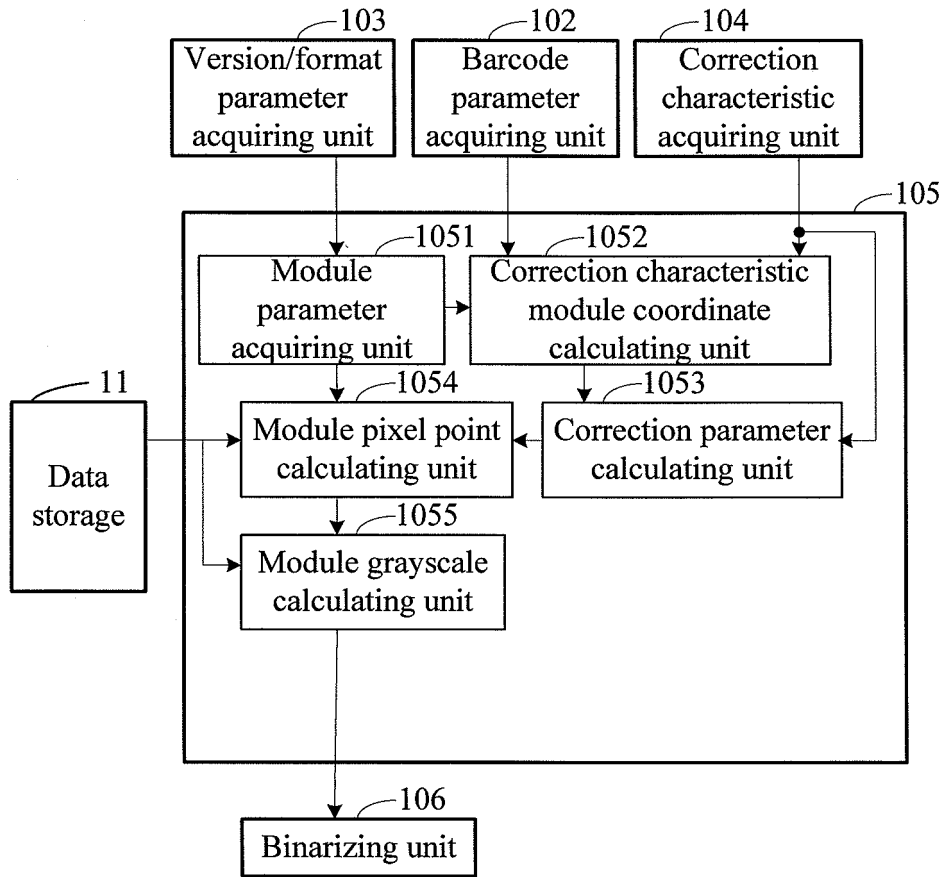 103
102
104
Version/format
parameter
acquiring unit
Barcode
parameter
acquiring unit
Correction
characteristic
acquiring unit
105
1051
1052
Module
parameter
acquiring unit
Correction characteristic
module coordinate
calculating unit
11
1054
1053
Data
storage
Module pixel point
calculating unit
Correction parameter
calculating unit
1055
Module grayscale
calculating unit
106
Binarizing unit